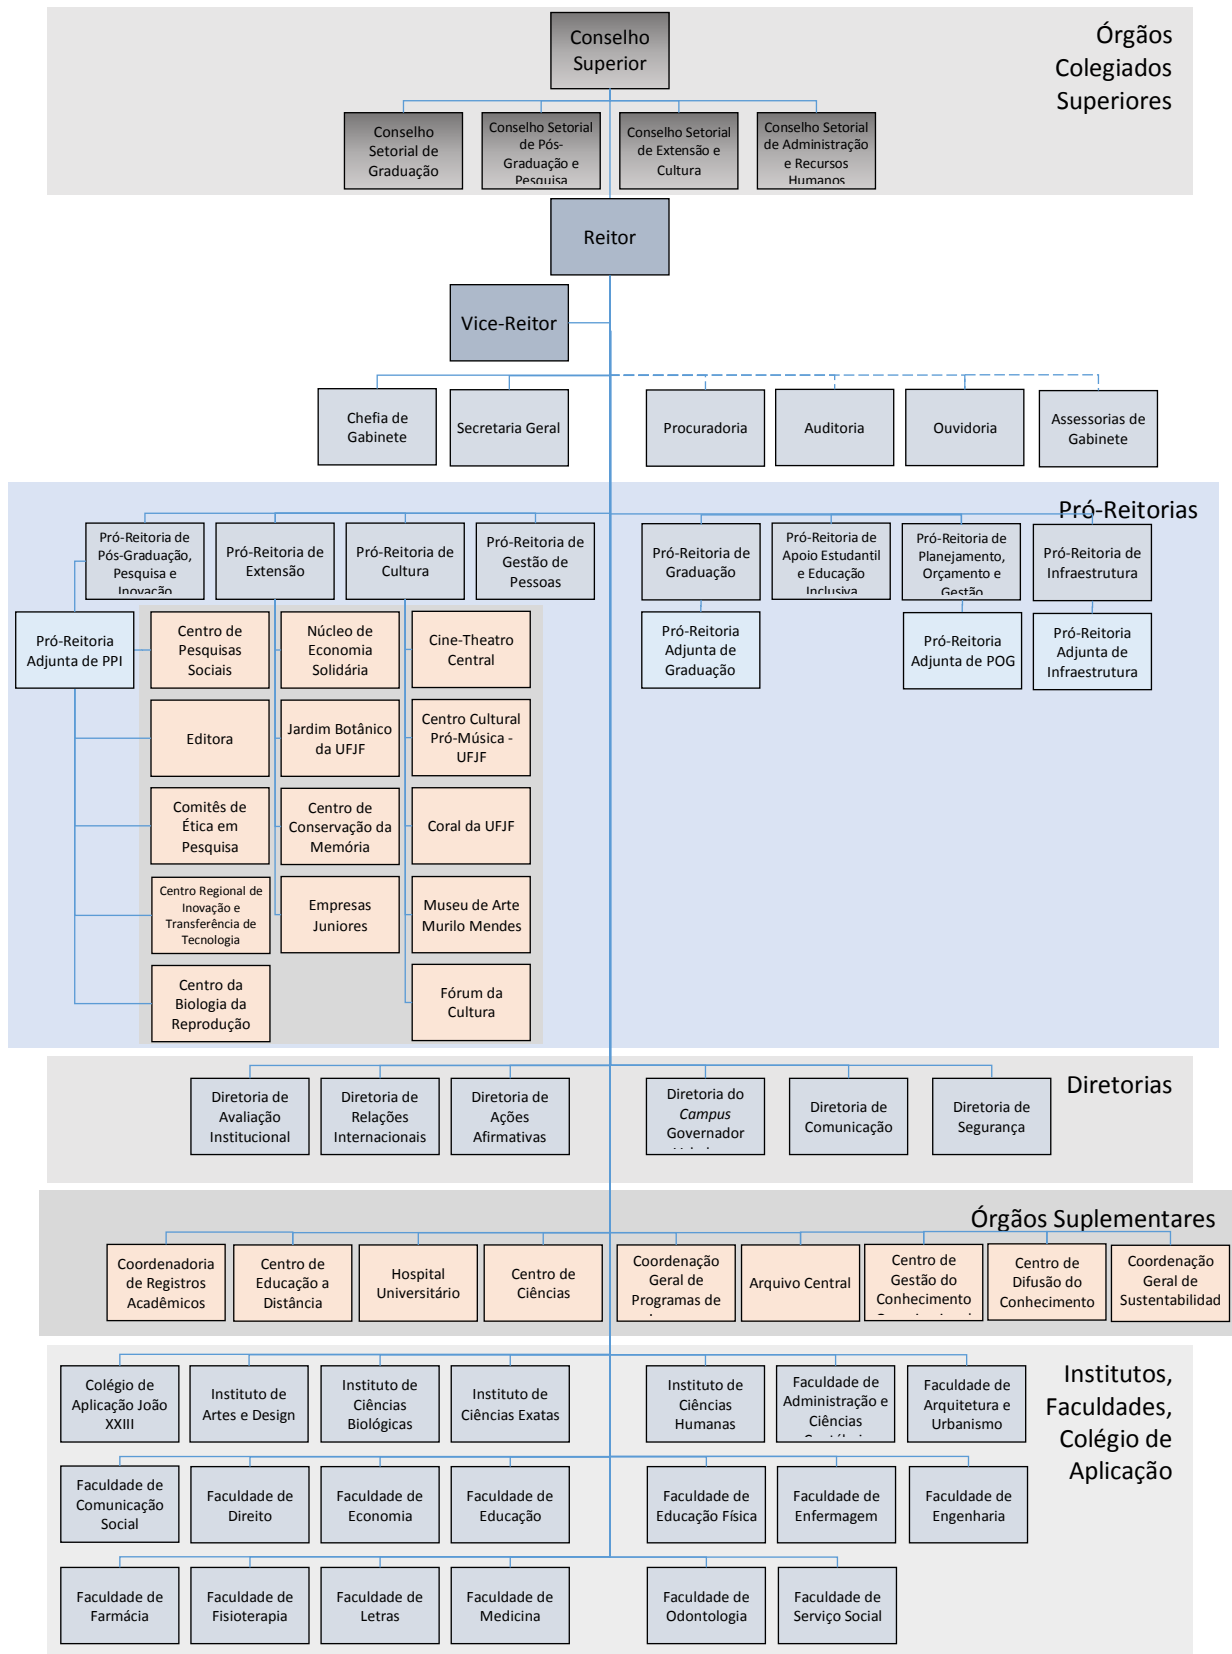 Conselho
Superior
Órgãos
Colegiados
Superiores
Conselho
Setorial de
Graduação
Conselho Setorial
de Pós-
Graduação e
Pesquisa
Conselho Setorial
de Extensão e
Cultura
Conselho Setorial
de Administração
e Recursos
Humanos
Reitor
Vice-Reitor
Chefia de
Gabinete
Secretaria Geral
Procuradoria
Auditoria
Ouvidoria
Assessorias de
Gabinete
Pró-Reitorias
Pró-Reitoria de
Pós-Graduação,
Pesquisa e
Inovação
Pró-Reitoria de
Extensão
Pró-Reitoria de
Cultura
Pró-Reitoria de
Gestão de
Pessoas
Pró-Reitoria de
Graduação
Pró-Reitoria de
Apoio Estudantil
e Educação
Inclusiva
Pró-Reitoria de
Planejamento,
Orçamento e
Gestão
Pró-Reitoria de
Infraestrutura
Pró-Reitoria
Adjunta de PPI
Centro de
Pesquisas
Sociais
Núcleo de
Economia
Solidária
Cine-Theatro
Central
Pró-Reitoria
Adjunta de
Graduação
Pró-Reitoria
Adjunta de POG
Pró-Reitoria
Adjunta de
Infraestrutura
Editora
Jardim Botânico
da UFJF
Centro Cultural
Pró-Música -
UFJF
Comitês de
Ética em
Pesquisa
Centro de
Conservação da
Memória
Coral da UFJF
Centro Regional de
Inovação e
Transferência de
Tecnologia
Empresas
Juniores
Museu de Arte
Murilo Mendes
Centro da
Biologia da
Reprodução
Fórum da
Cultura
Diretorias
Diretoria de
Avaliação
Institucional
Diretoria de
Relações
Internacionais
Diretoria de
Ações
Afirmativas
Diretoria do
Campus
Governador
Diretoria de
Comunicação
Diretoria de
Segurança
Órgãos Suplementares
Coordenadoria
de Registros
Acadêmicos
Centro de
Educação a
Distância
Hospital
Universitário
Centro de
Ciências
Coordenação
Geral de
Programas de
Arquivo Central
Centro de
Gestão do
Conhecimento
Centro de
Difusão do
Conhecimento
Coordenação
Geral de
Sustentabilidad
Institutos,
Faculdades,
Colégio de
Aplicação
Colégio de
Aplicação João
XXIII
Instituto de
Artes e Design
Instituto de
Ciências
Biológicas
Instituto de
Ciências Exatas
Instituto de
Ciências
Humanas
Faculdade de
Administração e
Ciências
Faculdade de
Arquitetura e
Urbanismo
Faculdade de
Comunicação
Social
Faculdade de
Direito
Faculdade de
Economia
Faculdade de
Educação
Faculdade de
Educação Física
Faculdade de
Enfermagem
Faculdade de
Engenharia
Faculdade de
Farmácia
Faculdade de
Fisioterapia
Faculdade de
Letras
Faculdade de
Medicina
Faculdade de
Odontologia
Faculdade de
Serviço Social